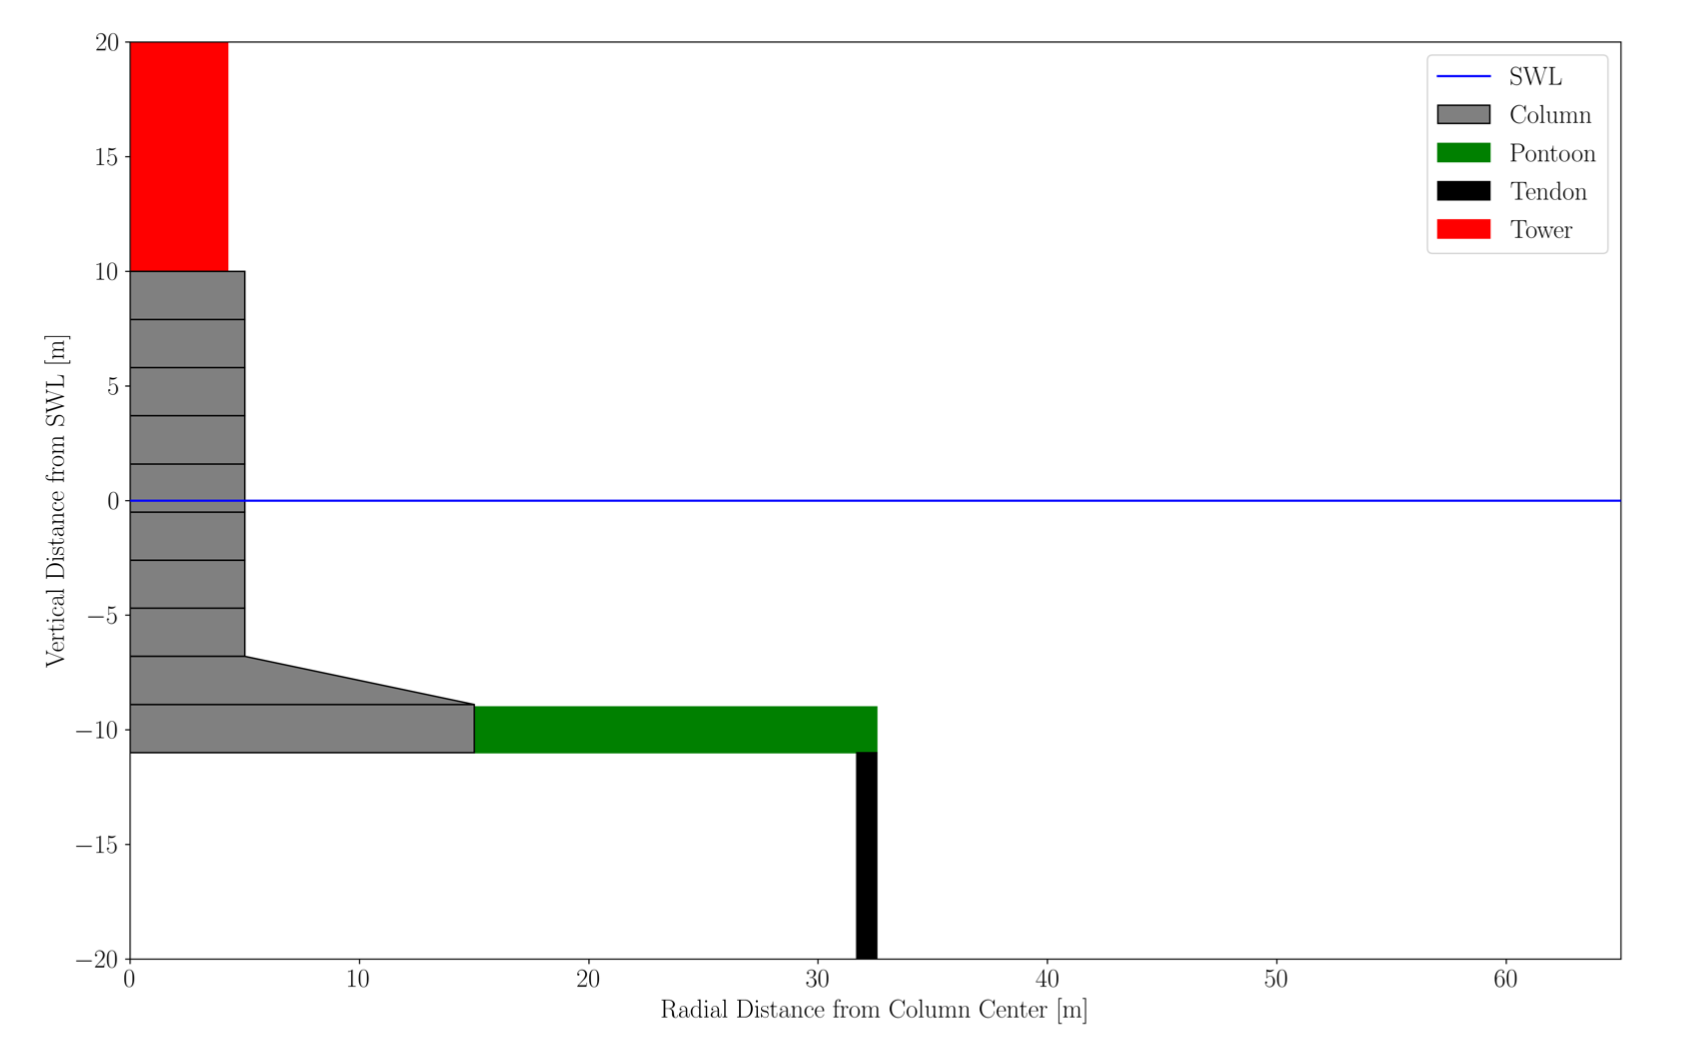 20
15
10
5
0
−5
−10
−15
−20
Vertical Distance from SWL [m]
0 10 20 30 40 50 60
Radial Distance from Column Center [m]
SWL
Column
Pontoon
Tendon
Tower